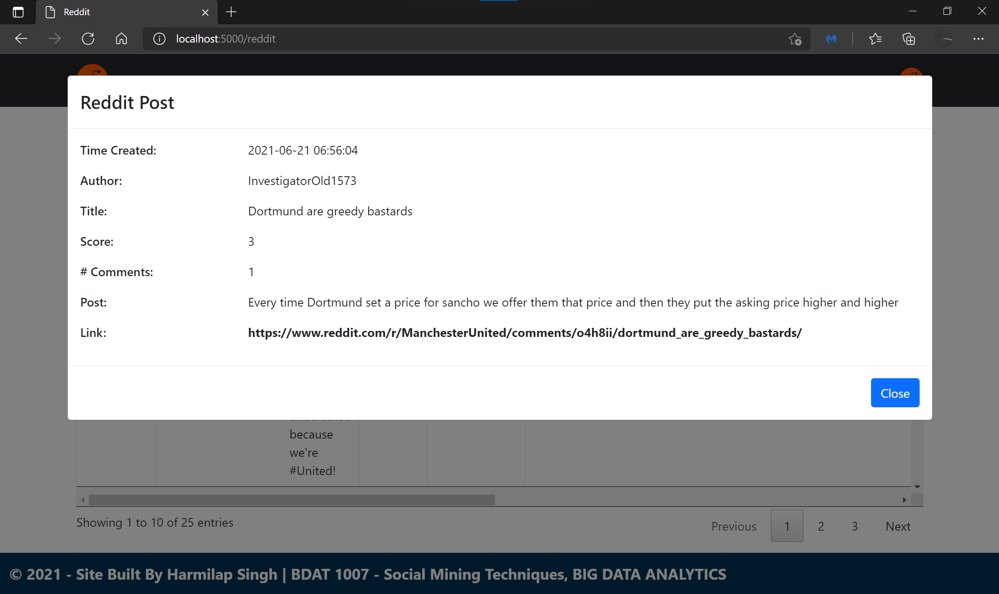 Reddit
localhost:5000/reddit
Reddit Post
Time Created: 2021-06-21 06:56:04
Author: InvestigatorOld1573
Title: Dortmund are greedy bastards
Score: 3
# Comments: 1
Post: Every time Dortmund set a price for sancho we offer them that price and then they put the asking price higher and higher
Link: https://www.reddit.com/r/ManchesterUnited/comments/o4h8ii/dortmund_are_greedy_bastards/
Close
because
we're
#United!
Showing 1 to 10 of 25 entries
Previous 1 2 3 Next
© 2021 - Site Built By Harmilap Singh | BDAT 1007 - Social Mining Techniques, BIG DATA ANALYTICS